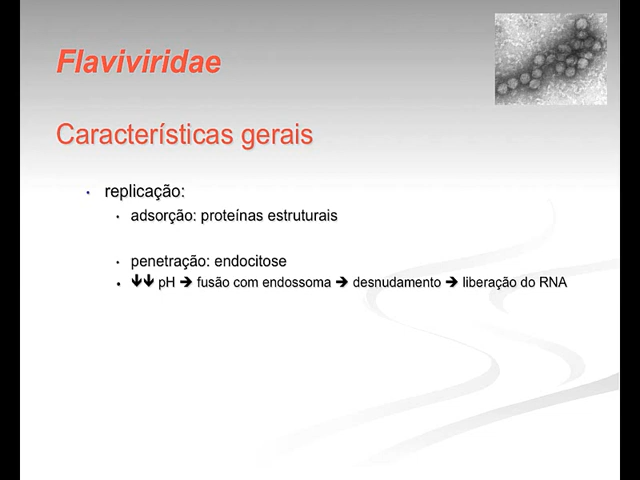 Flaviviridae
Características gerais
• replicação:
• adsorção: proteínas estruturais
• penetração: endocitose
• 🡻🡻 pH ➔ fusão com endossoma ➔ desnudamento ➔ liberação do RNA